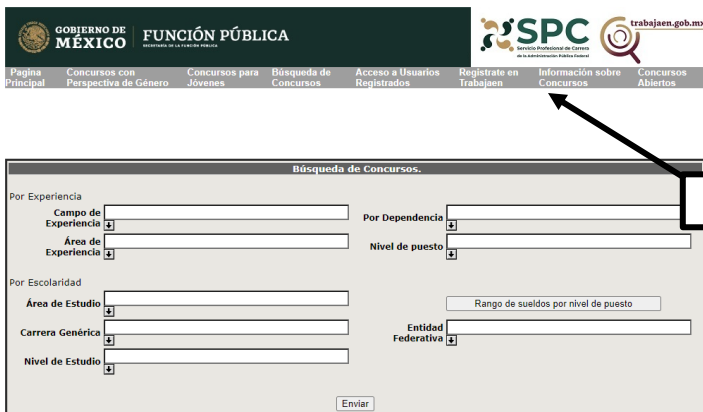 GOBIERNO DE
MÉXICO
FUNCIÓN PÚBLICA
SECRETARÍA DE LA FUNCIÓN PÚBLICA
SPC
Servicio Profesional de Carrera
de la Administración Pública Federal
trabajaen.gob.mx
Pagina Principal
Concursos con Perspectiva de Género
Concursos para Jóvenes
Búsqueda de Concursos
Acceso a Usuarios Registrados
Registrate en Trabajaen
Información sobre Concursos
Concursos Abiertos
Búsqueda de Concursos.
Por Experiencia
Campo de Experiencia
Por Dependencia
Área de Experiencia
Nivel de puesto
Por Escolaridad
Área de Estudio
Rango de sueldos por nivel de puesto
Carrera Genérica
Entidad Federativa
Nivel de Estudio
Enviar